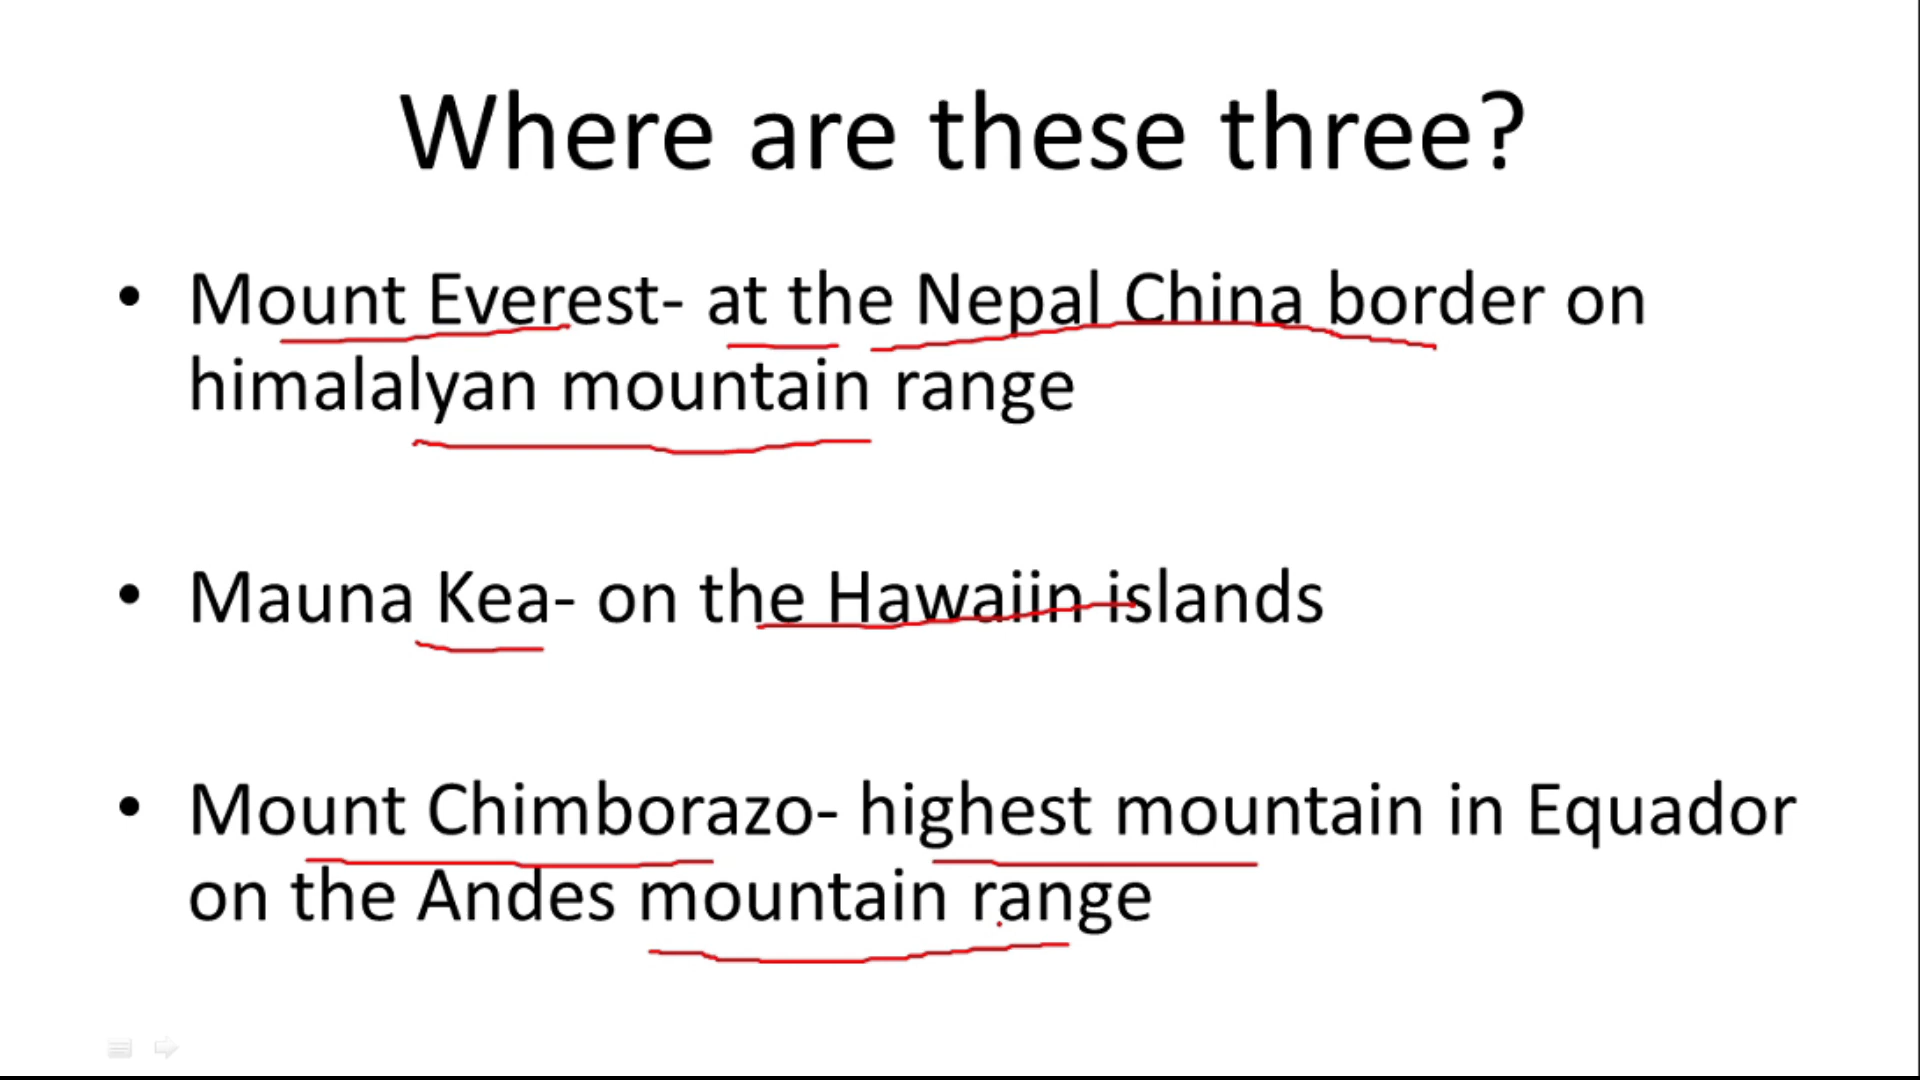 Where are these three?
• Mount Everest- at the Nepal China border on
himalalyan mountain range
• Mauna Kea- on the Hawaiin islands
• Mount Chimborazo- highest mountain in Equador
on the Andes mountain range